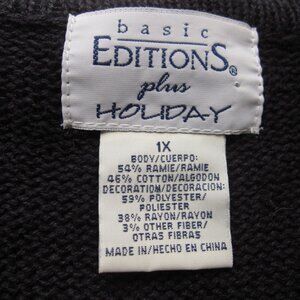 basic
EDITIONS®
plus
HOLIDAY
1X
BODY/CUERPO:
54% RAMIE/RAMIE
46% COTTON/ALGODON
DECORATION/DECORACION:
59% POLYESTER/
POLIESTER
38% RAYON/RAYON
3% OTHER FIBER/
OTRAS FIBRAS
MADE IN/HECHO EN CHINA